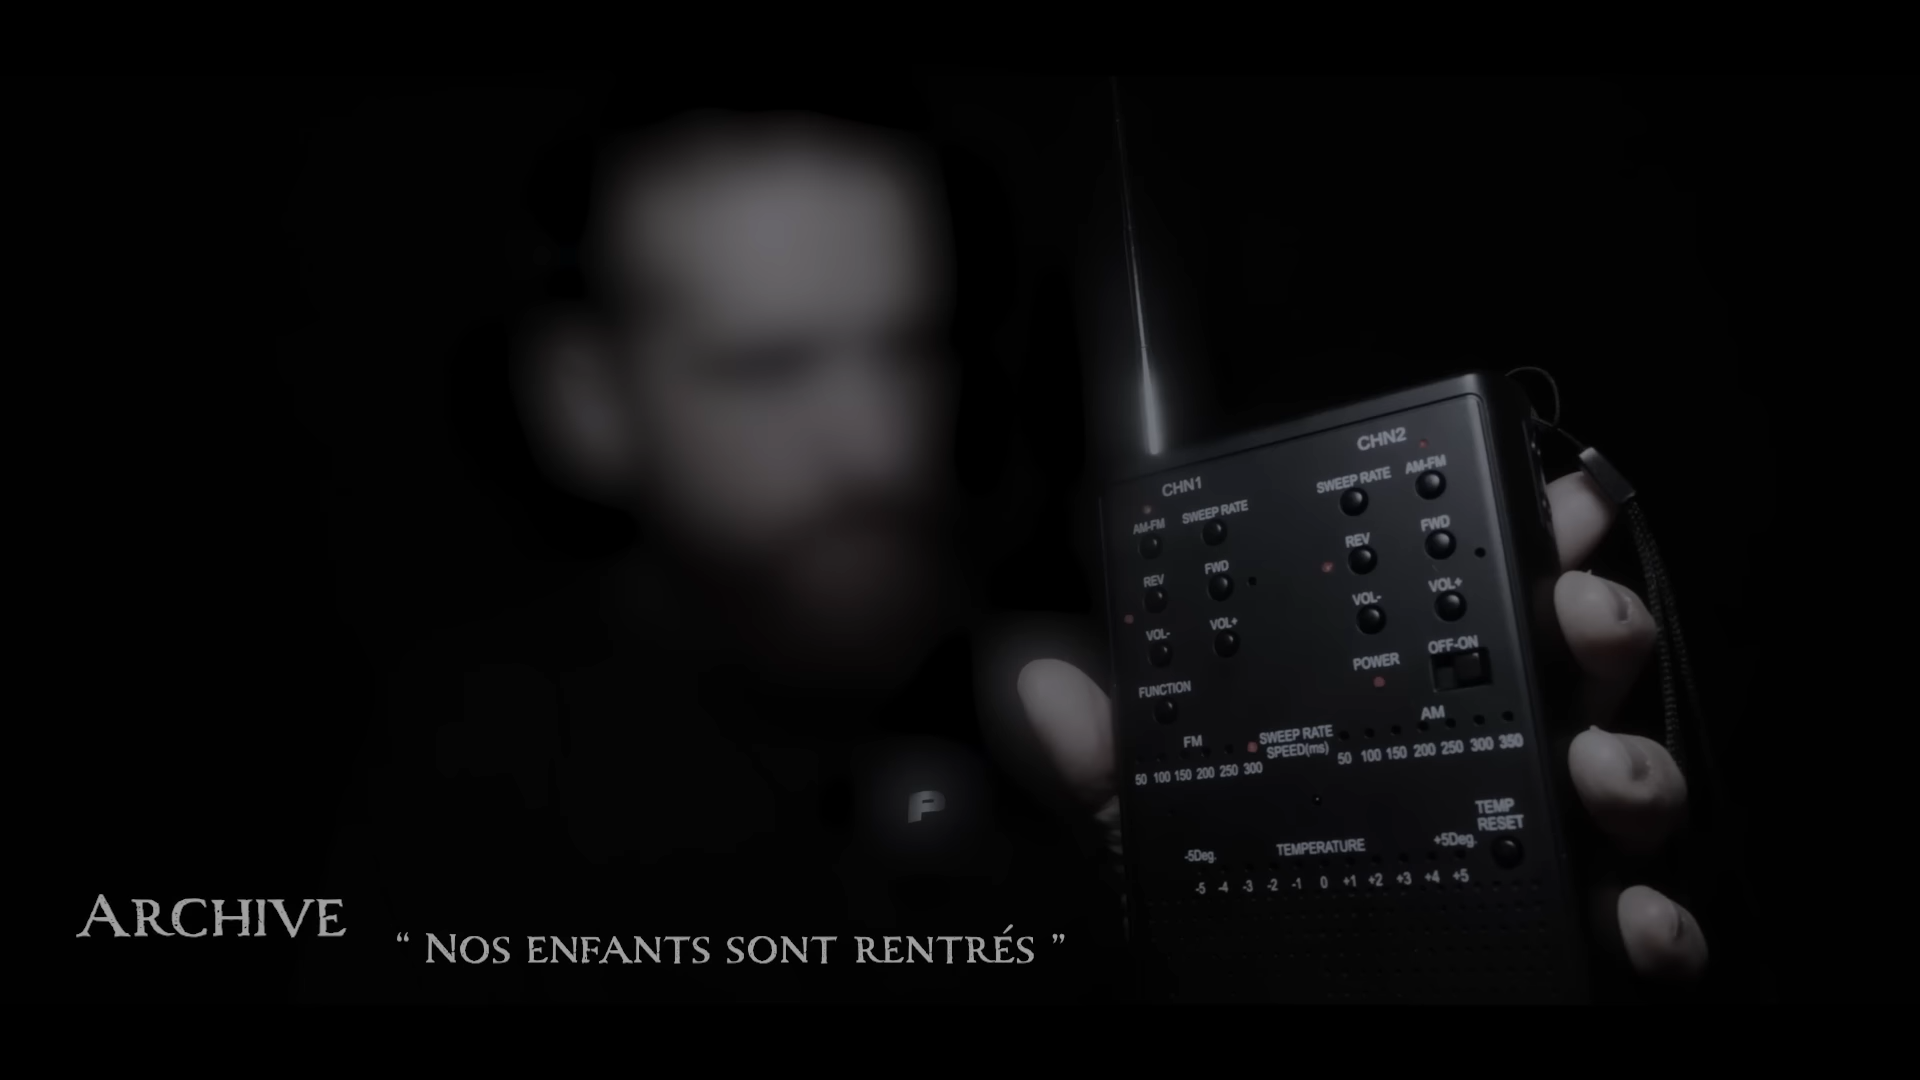 CHN1
CHN2
AM-FM
SWEEP RATE
SWEEP RATE
AM-FM
REV
FWD
REV
FWD
VOL-
VOL+
VOL-
VOL+
FUNCTION
POWER
OFF-ON
FM
SWEEP RATE
SPEED(ms)
AM
50 100 150 200 250 300
50 100 150 200 250 300 350
TEMP
RESET
-5Deg.
TEMPERATURE
+5Deg.
-5 -4 -3 -2 -1 0 +1 +2 +3 +4 +5
P
ARCHIVE
“ NOS ENFANTS SONT RENTRÉS ”